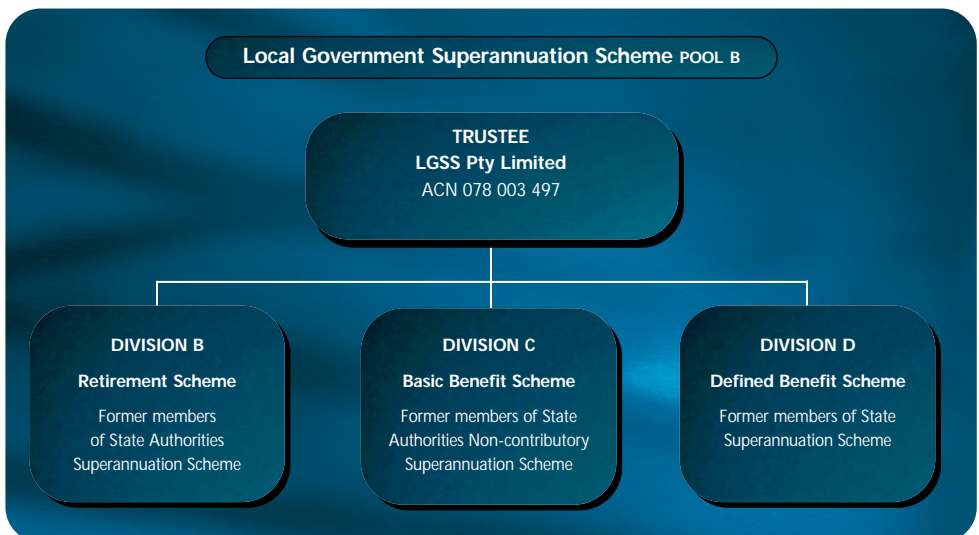 Local Government Superannuation Scheme POOL B
TRUSTEE
LGSS Pty Limited
ACN 078 003 497
DIVISION B
Retirement Scheme
Former members
of State Authorities
Superannuation Scheme
DIVISION C
Basic Benefit Scheme
Former members of State
Authorities Non-contributory
Superannuation Scheme
DIVISION D
Defined Benefit Scheme
Former members of State
Superannuation Scheme